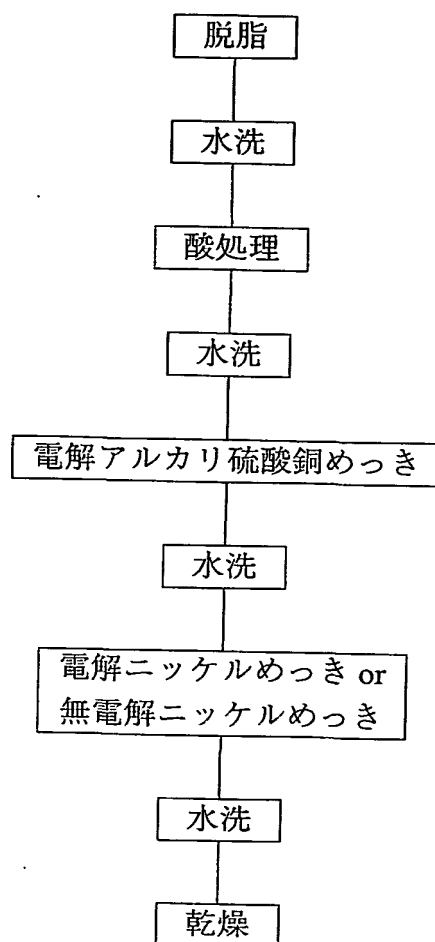 脱脂
水洗
酸処理
水洗
電解アルカリ硫酸銅めっき
水洗
電解ニッケルめっき or
無電解ニッケルめっき
水洗
乾燥